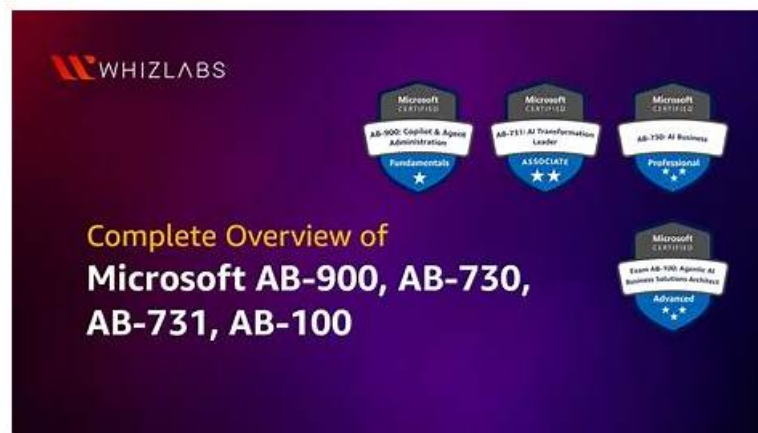 WHIZLABS
Microsoft
CERTIFIED
AB-900: Copilot & Agent
Administration
Fundamentals
Microsoft
CERTIFIED
AB-731: AI Transformation
Leader
ASSOCIATE
Microsoft
CERTIFIED
AB-730: AI Business
Professional
Complete Overview of
Microsoft AB-900, AB-730,
AB-731, AB-100
Microsoft
CERTIFIED
Exam AB-100: Agentic AI
Business Solutions Architect
Advanced